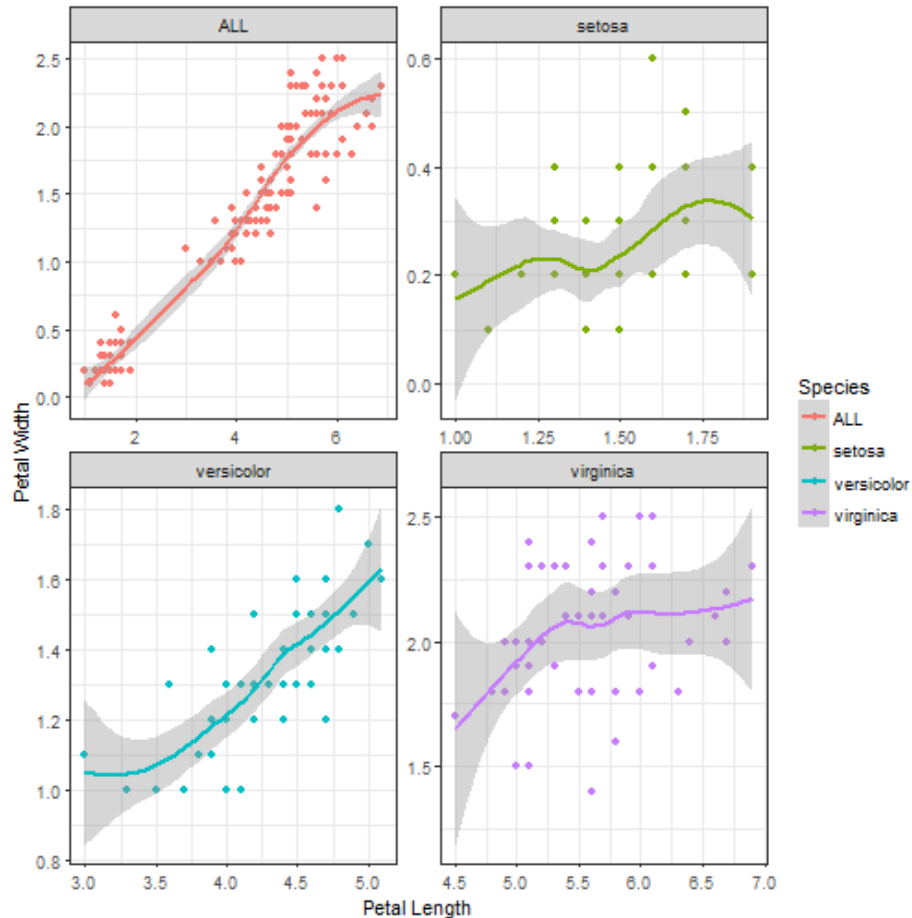 ALL
setosa
2.5
2.0
1.5
1.0
0.5
0.0
2 4 6
0.6
0.4
0.2
0.0
1.00 1.25 1.50 1.75
versicolor
virginica
1.8
1.6
1.4
1.2
1.0
0.8
3.0 3.5 4.0 4.5 5.0
2.5
2.0
1.5
4.5 5.0 5.5 6.0 6.5 7.0
Petal Width
Petal Length
Species
ALL
setosa
versicolor
virginica